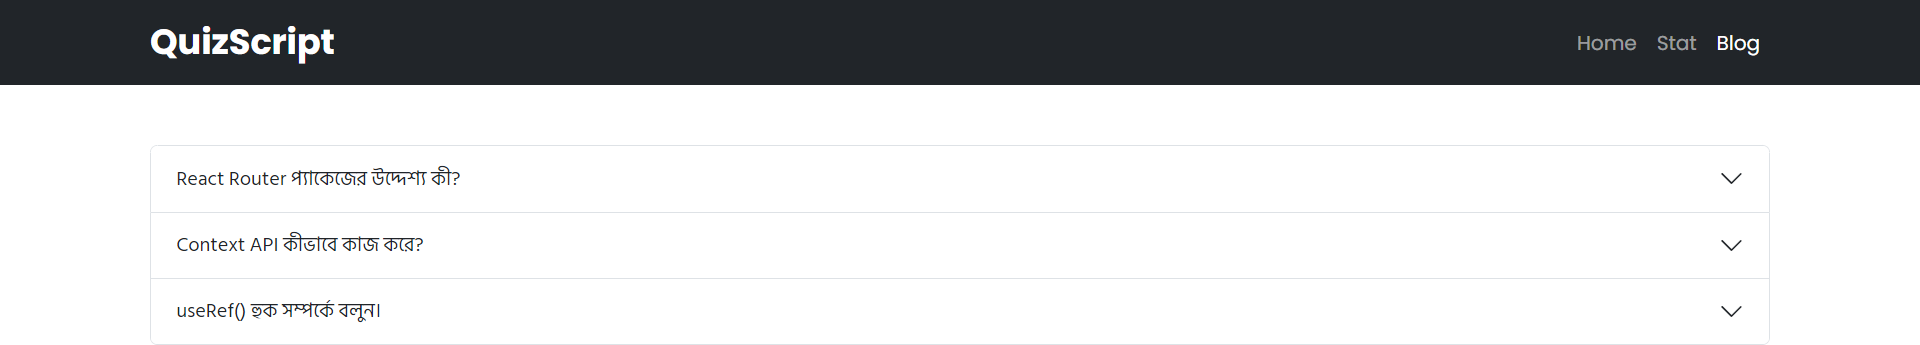 QuizScript
Home Stat Blog
React Router প্যাকেজের উদ্দেশ্য কী?
Context API কীভাবে কাজ করে?
useRef() হুক সম্পর্কে বলুন।